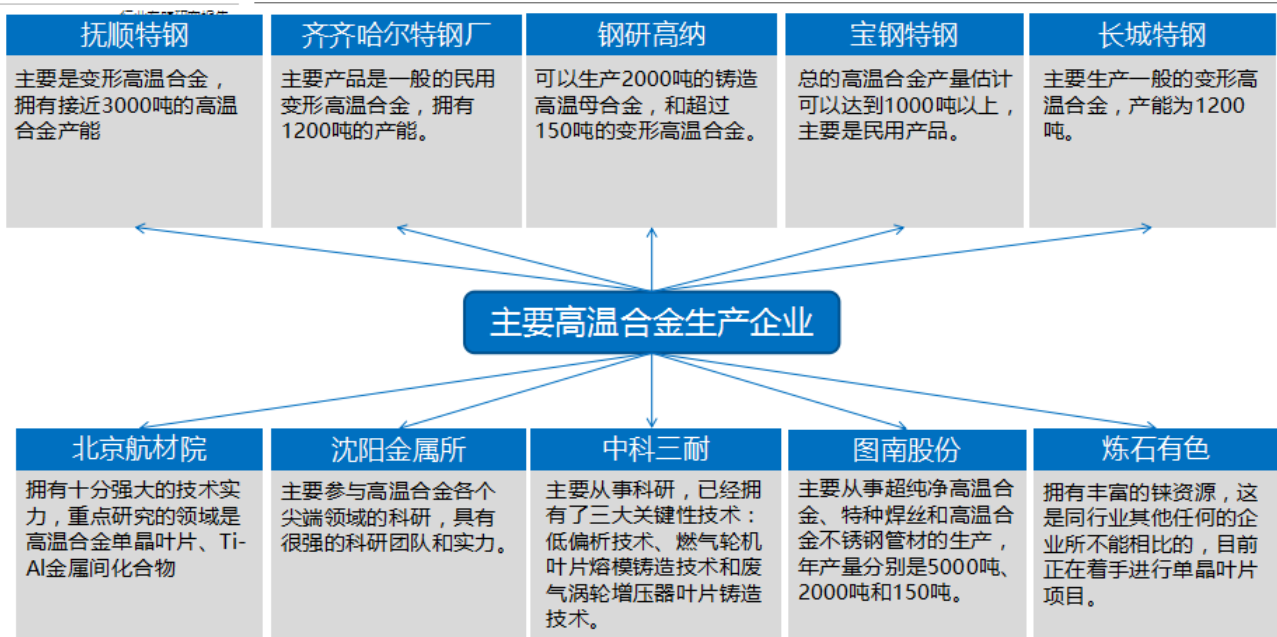 抚顺特钢
主要是变形高温合金，
拥有接近3000吨的高温
合金产能
齐齐哈尔特钢厂
主要产品是一般的民用
变形高温合金，拥有
1200吨的产能。
钢研高纳
可以生产2000吨的铸造
高温母合金，和超过
150吨的变形高温合金。
宝钢特钢
总的高温合金产量估计
可以达到1000吨以上，
主要是民用产品。
长城特钢
主要生产一般的变形高
温合金，产能为1200
吨。
主要高温合金生产企业
北京航材院
拥有十分强大的技术实
力，重点研究的领域是
高温合金单晶叶片、Ti-
Al金属间化合物
沈阳金属所
主要参与高温合金各个
尖端领域的科研，具有
很强的科研团队和实力。
中科三耐
主要从事科研，已经拥
有了三大关键性技术：
低偏析技术、燃气轮机
叶片熔模铸造技术和废
气涡轮增压器叶片铸造
技术。
图南股份
主要从事超纯净高温合
金、特种焊丝和高温合
金不锈钢管材的生产，
年产量分别是5000吨、
2000吨和150吨。
炼石有色
拥有丰富的铼资源，这
是同行业其他任何的企
业所不能相比的，目前
正在着手进行单晶叶片
项目。